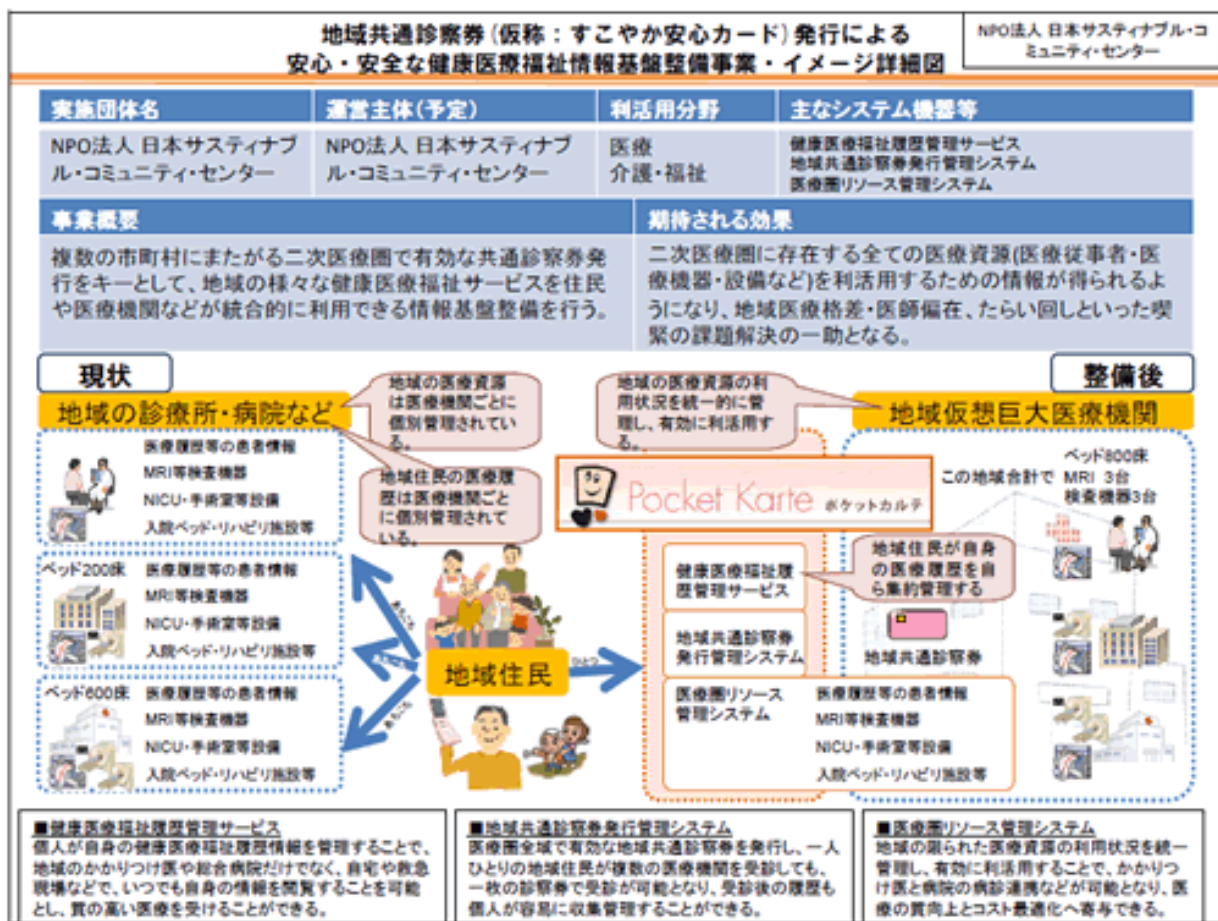 地域共通診察券(仮称：すこやか安心カード)発行による
安心・安全な健康医療福祉情報基盤整備事業・イメージ詳細図
NPO法人 日本サスティナブル・コ
ミュニティ・センター
実施団体名
運営主体(予定)
利活用分野
主なシステム機器等
NPO法人 日本サスティナブ
ル・コミュニティ・センター
NPO法人 日本サスティナブ
ル・コミュニティ・センター
医療
介護・福祉
健康医療福祉履歴管理サービス
地域共通診察券発行管理システム
医療圏リソース管理システム
事業概要
複数の市町村にまたがる二次医療圏で有効な共通診察券発
行をキーとして、地域の様々な健康医療福祉サービスを住民
や医療機関などが統合的に利用できる情報基盤整備を行う。
期待される効果
二次医療圏に存在する全ての医療資源(医療従事者・医
療機器・設備など)を利活用するための情報が得られるよ
うになり、地域医療格差・医師偏在、たらい回しといった喫
緊の課題解決の一助となる。
現状
地域の診療所・病院など
地域の医療資源
は医療機関ごとに
個別管理されてい
る。
地域住民の医療履
歴は医療機関ごと
に個別管理されて
いる。
医療履歴等の患者情報
MRI等検査機器
NICU・手術室等設備
入院ベッド・リハビリ施設等
ベッド200床
医療履歴等の患者情報
MRI等検査機器
NICU・手術室等設備
入院ベッド・リハビリ施設等
ベッド600床
医療履歴等の患者情報
MRI等検査機器
NICU・手術室等設備
入院ベッド・リハビリ施設等
地域住民
ひとつ
整備後
地域仮想巨大医療機関
地域の医療資源の利
用状況を統一的に管
理し、有効に利活用す
る。
Pocket Karte ポケットカルテ
この地域合計で
ベッド800床
MRI 3台
検査機器3台
地域住民が自身
の医療履歴を自
ら集約管理する
健康医療福祉履
歴管理サービス
地域共通診察券
発行管理システム
地域共通診察券
医療圏リソース
管理システム
医療履歴等の患者情報
MRI等検査機器
NICU・手術室等設備
入院ベッド・リハビリ施設等
■健康医療福祉履歴管理サービス
個人が自身の健康医療福祉履歴情報を管理することで、
地域のかかりつけ医や総合病院だけでなく、自宅や救急
現場などで、いつでも自身の情報を閲覧することを可能
とし、質の高い医療を受けることができる。
■地域共通診察券発行管理システム
医療圏全域で有効な地域共通診察券を発行し、一人
ひとりの地域住民が複数の医療機関を受診しても、
一枚の診察券で受診が可能となり、受診後の履歴も
個人が容易に収集管理することができる。
■医療圏リソース管理システム
地域の限られた医療資源の利用状況を統一
管理し、有効に利活用することで、かかりつ
け医と病院の病診連携などが可能となり、医
療の質向上とコスト最適化へ寄与できる。